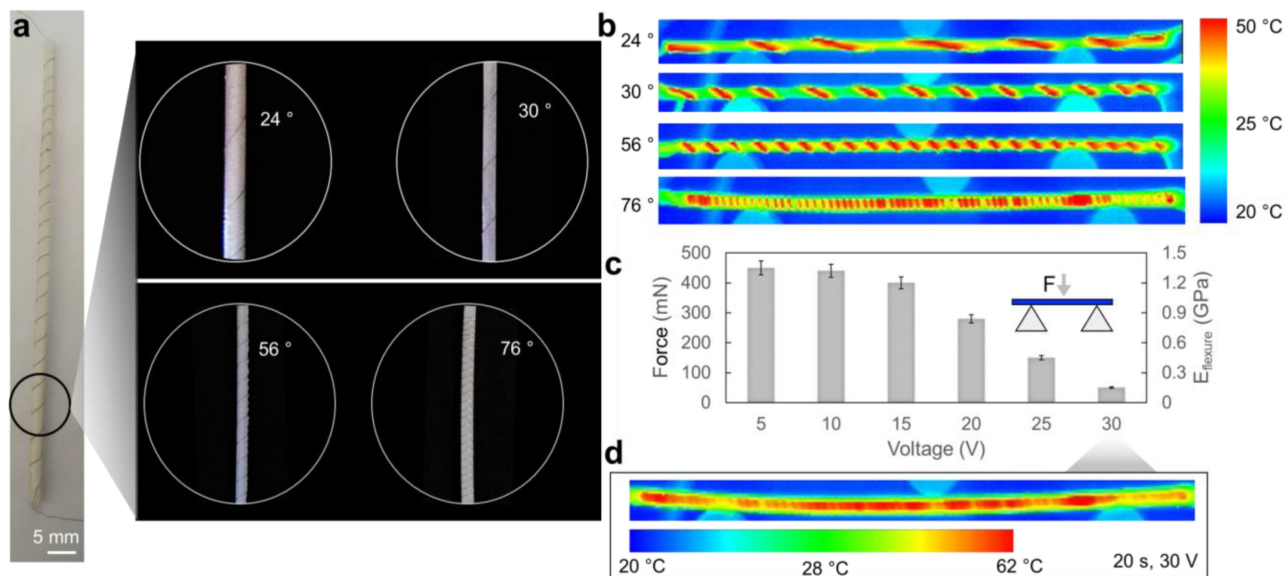 a
24 °
30 °
56 °
76 °
5 mm
b
24 °
30 °
56 °
76 °
50 °C
25 °C
20 °C
c
500
400
300
200
100
0
Force (mN)
1.5
1.2
0.9
0.6
0.3
0
E flexure (GPa)
F
5 10 15 20 25 30
Voltage (V)
d
20 °C 28 °C 62 °C 20 s, 30 V